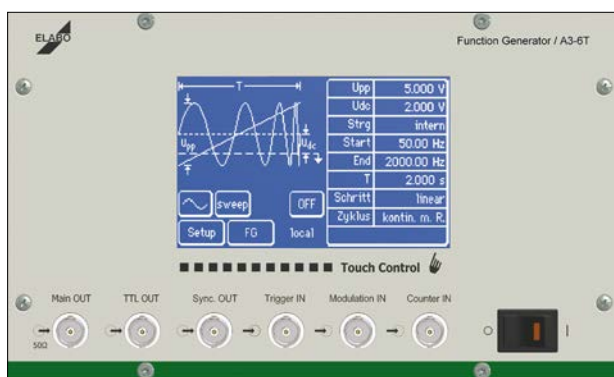 ELABO
Function Generator / A3-6T
T
Upp
Udc
Upp 5.000 V
Udc 2.000 V
Strg intern
Start 50.00 Hz
End 2000.00 Hz
T 2.000 s
Schritt linear
Zyklus kontin. m. R.
sweep
OFF
Setup
FG
local
Touch Control
Main OUT
TTL OUT
Sync. OUT
Trigger IN
Modulation IN
Counter IN
50Ω
O
I